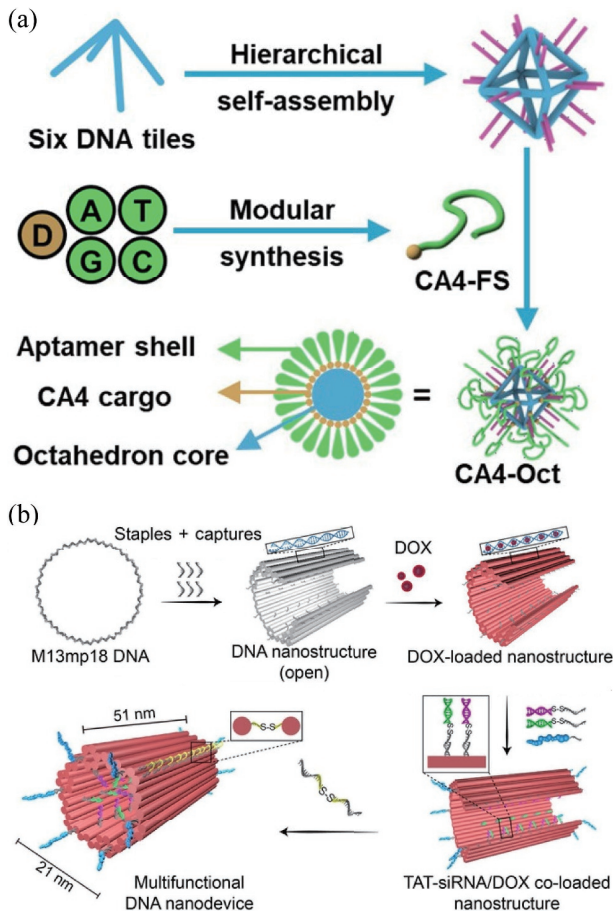 (a)
Hierarchical
self-assembly
Six DNA tiles
D
A
T
G
C
Modular
synthesis
CA4-FS
Aptamer shell
CA4 cargo
Octahedron core
=
CA4-Oct
(b)
Staples + captures
DOX
M13mp18 DNA
DNA nanostructure
(open)
DOX-loaded nanostructure
51 nm
S-S
S-S
S-S
S-S
S-S
S-S
21 nm
Multifunctional
DNA nanodevice
TAT-siRNA/DOX co-loaded
nanostructure